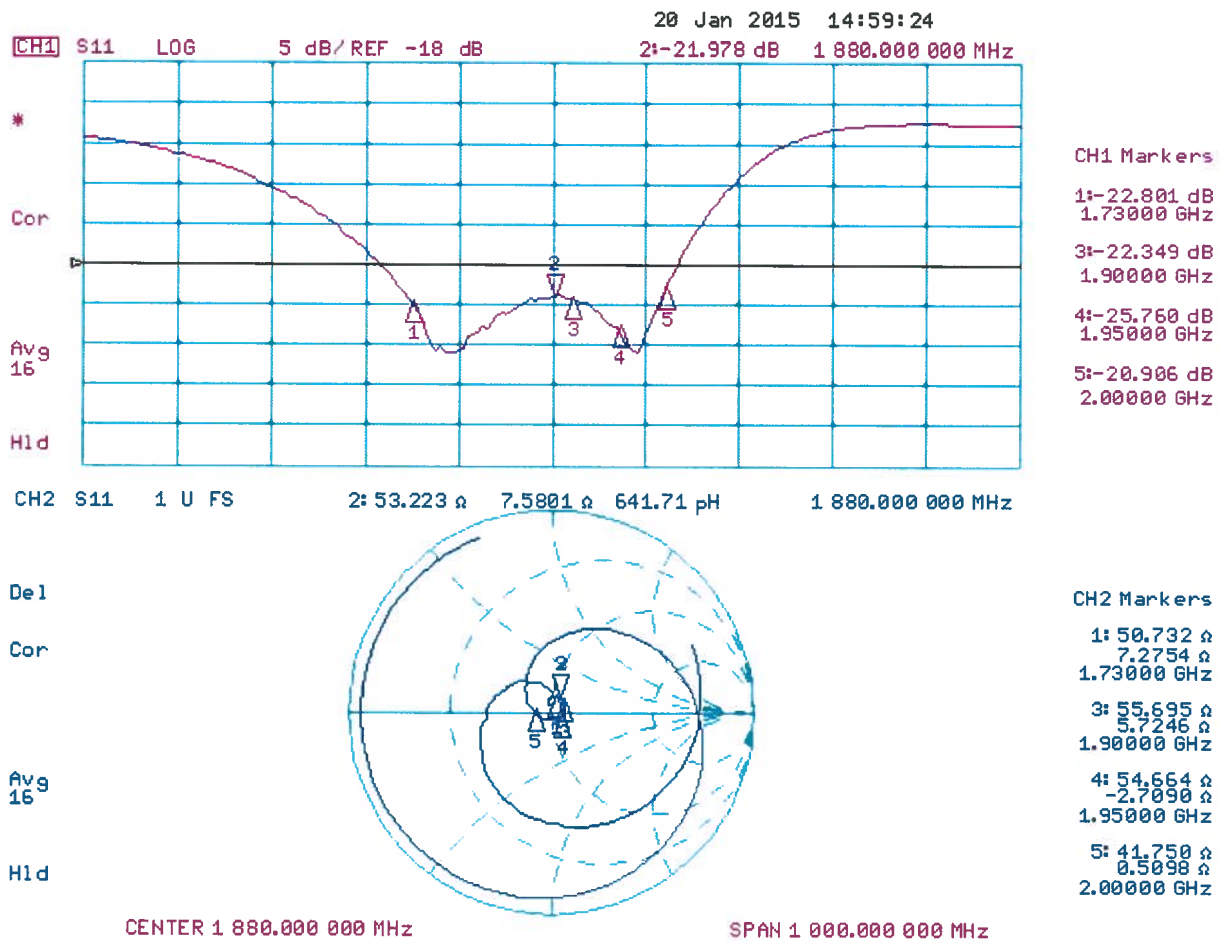 20 Jan 2015 14:59:24
CH1 S11 LOG 5 dB/ REF -18 dB 2:-21.978 dB 1 880.000 000 MHz
*
Cor
Avg
16
Hld
2
1
3
4
5
CH1 Markers
1:-22.801 dB
1.73000 GHz
3:-22.349 dB
1.90000 GHz
4:-25.760 dB
1.95000 GHz
5:-20.906 dB
2.00000 GHz
CH2 S11 1 U FS 2: 53.223 Ω 7.5801 Ω 641.71 pH 1 880.000 000 MHz
Del
Cor
Avg
16
Hld
2
5
3
4
CH2 Markers
1: 50.732 Ω
7.2754 Ω
1.73000 GHz
3: 55.695 Ω
5.7246 Ω
1.90000 GHz
4: 54.664 Ω
-2.7090 Ω
1.95000 GHz
5: 41.750 Ω
0.5098 Ω
2.00000 GHz
CENTER 1 880.000 000 MHz SPAN 1 000.000 000 MHz